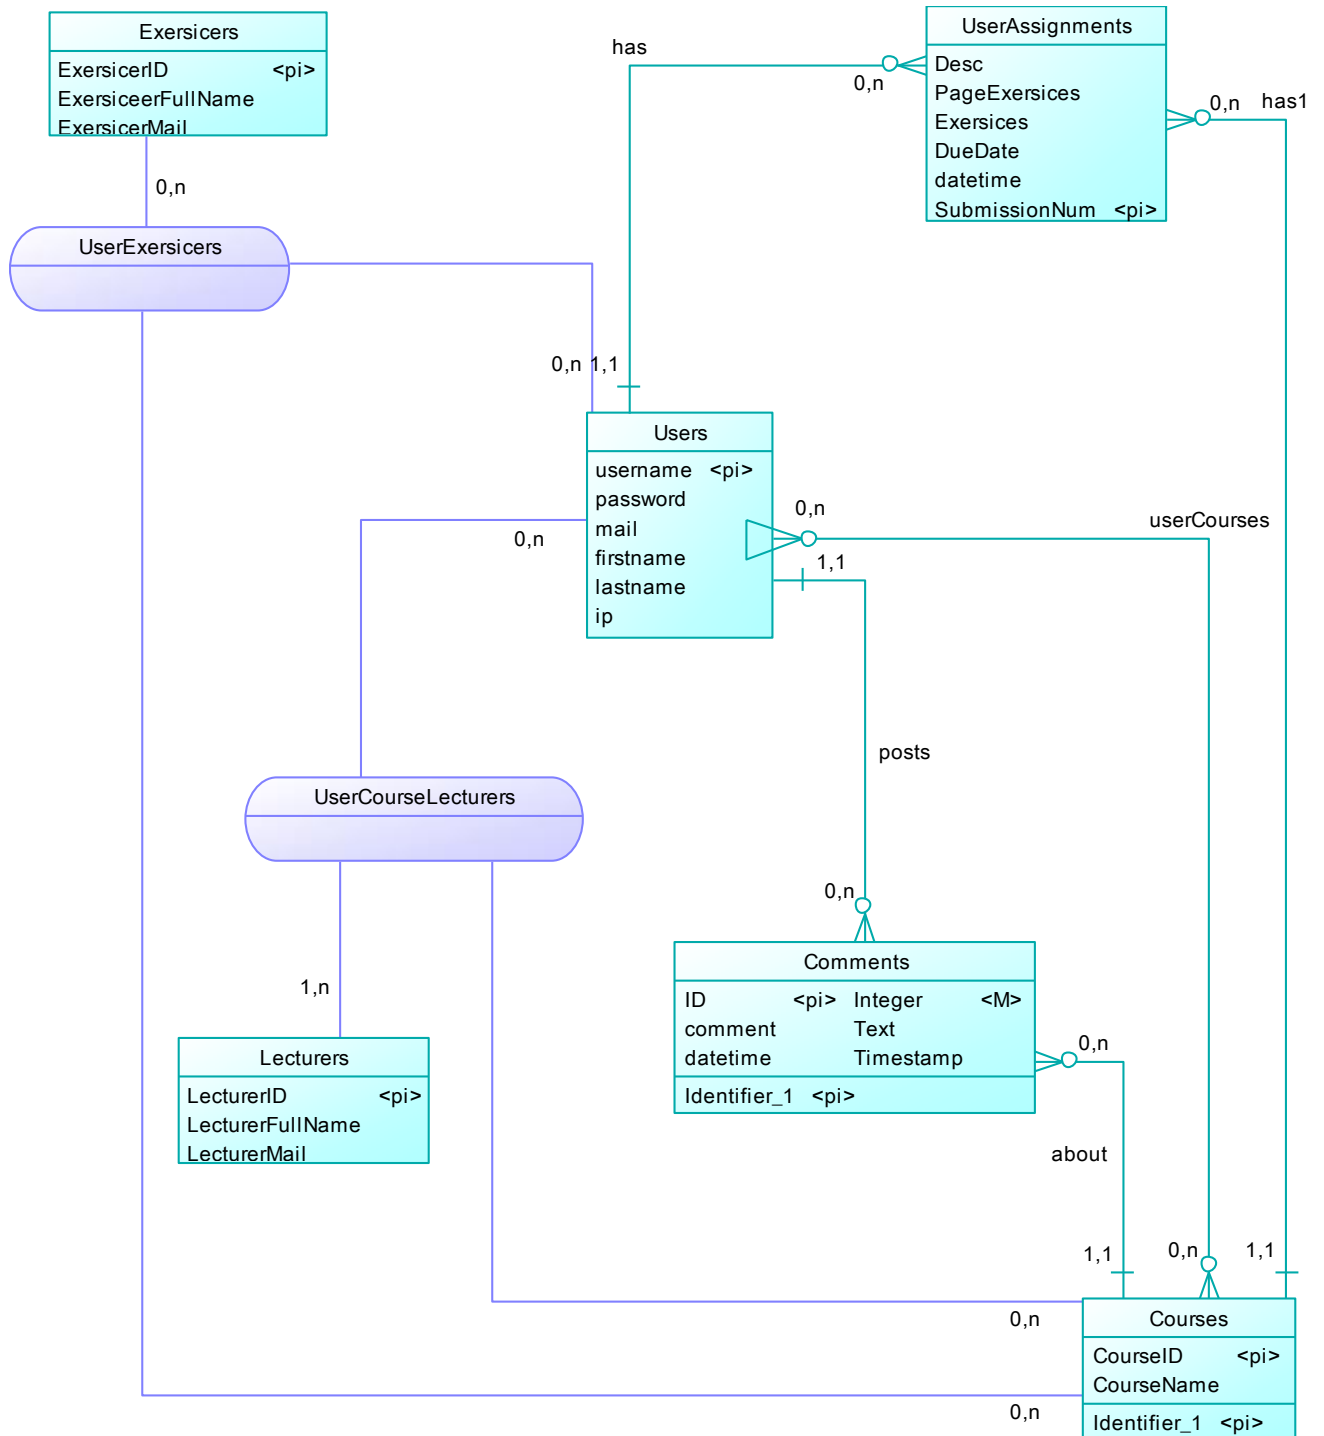 Exersicers
ExersicerID <pi>
ExersiceerFullName
ExersicerMail
0,n
UserExersicers
has
0,n
UserAssignments
Desc
PageExersices
Exersices
DueDate
datetime
SubmissionNum <pi>
0,n
has1
0,n
1,1
Users
username <pi>
password
mail
firstname
lastname
ip
0,n
0,n
userCourses
1,1
posts
UserCourseLecturers
0,n
1,n
Lecturers
LecturerID <pi>
LecturerFullName
LecturerMail
Comments
ID <pi> Integer <M>
comment Text
datetime Timestamp
Identifier_1 <pi>
0,n
about
1,1
0,n
1,1
0,n
0,n
Courses
CourseID <pi>
CourseName
Identifier_1 <pi>